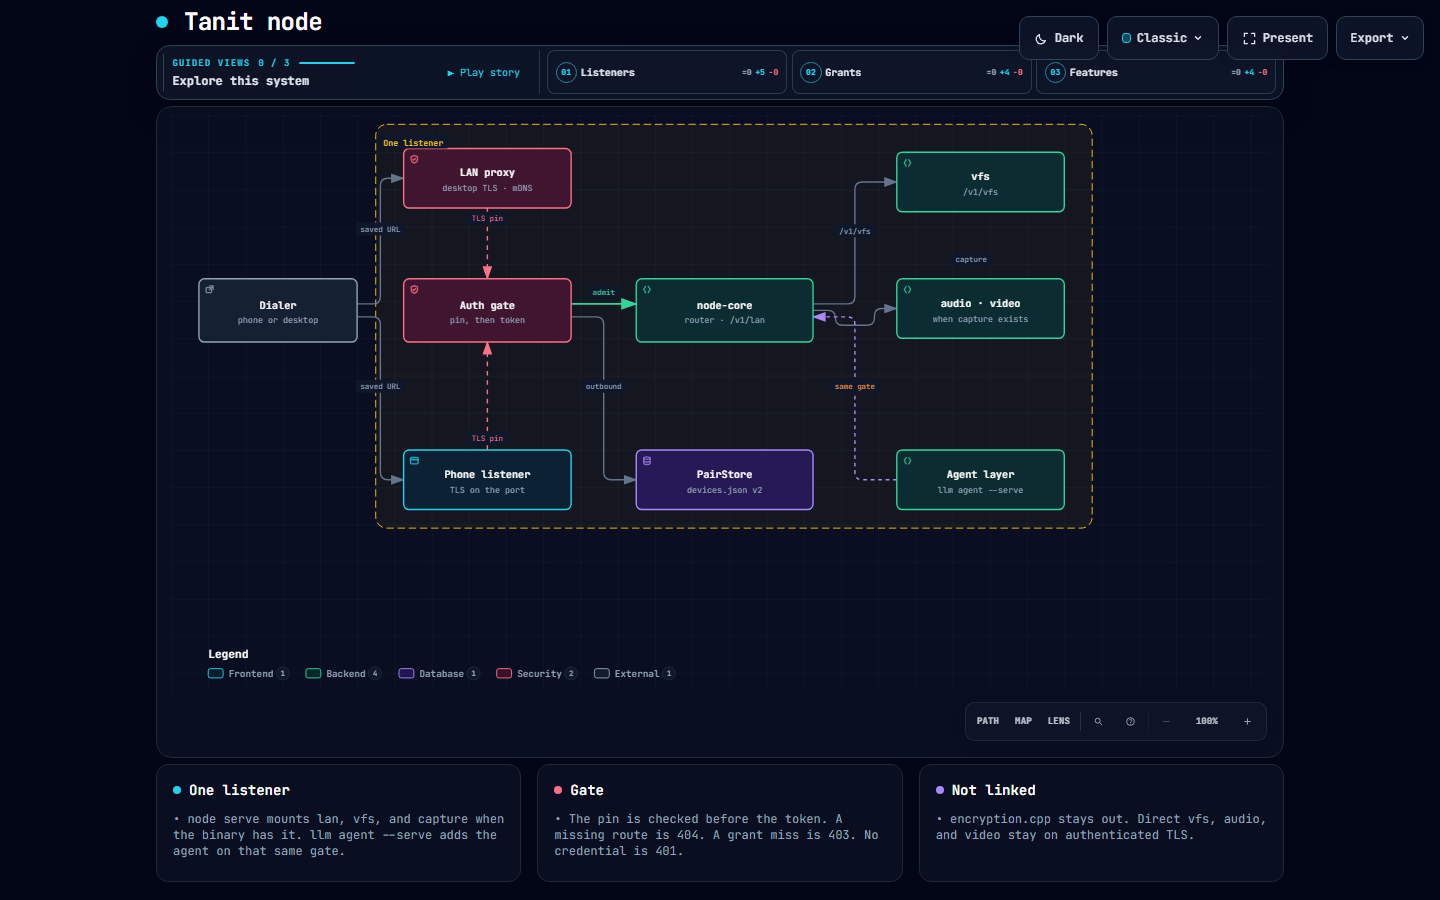 Tanit node
Dark
Classic
Present
Export
GUIDED VIEWS 0 / 3
Explore this system
▶ Play story
01 Listeners =0 +5 -0
02 Grants =0 +4 -0
03 Features =0 +4 -0
One listener
LAN proxy
desktop TLS · mDNS
vfs
/v1/vfs
TLS pin
saved URL
/v1/vfs
capture
Dialer
phone or desktop
Auth gate
pin, then token
admit
node-core
router · /v1/lan
audio · video
when capture exists
saved URL
outbound
same gate
TLS pin
Phone listener
TLS on the port
PairStore
devices.json v2
Agent layer
llm agent --serve
Legend
Frontend 1
Backend 4
Database 1
Security 2
External 1
PATH MAP LENS − 100% +
One listener
• node serve mounts lan, vfs, and capture when
the binary has it. llm agent --serve adds the
agent on that same gate.
Gate
• The pin is checked before the token. A
missing route is 404. A grant miss is 403. No
credential is 401.
Not linked
• encryption.cpp stays out. Direct vfs, audio,
and video stay on authenticated TLS.